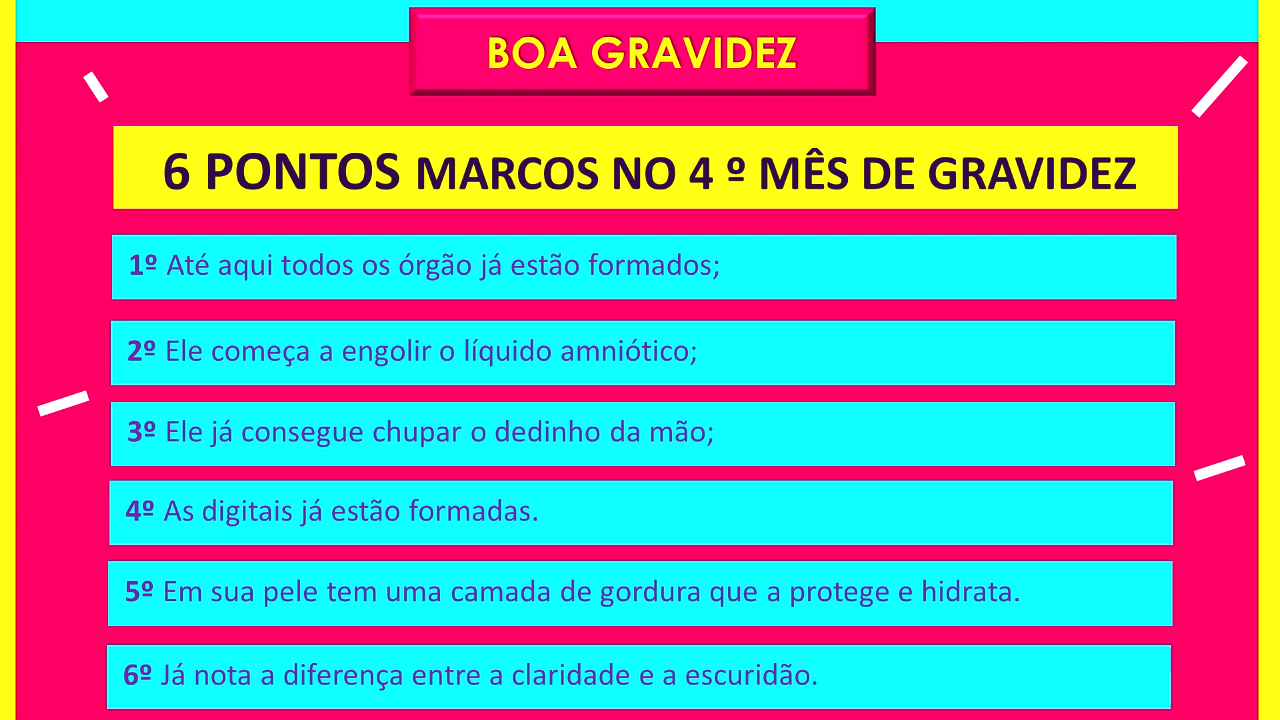 BOA GRAVIDEZ
6 PONTOS MARCOS NO 4 º MÊS DE GRAVIDEZ
1º Até aqui todos os órgão já estão formados;
2º Ele começa a engolir o líquido amniótico;
3º Ele já consegue chupar o dedinho da mão;
4º As digitais já estão formadas.
5º Em sua pele tem uma camada de gordura que a protege e hidrata.
6º Já nota a diferença entre a claridade e a escuridão.